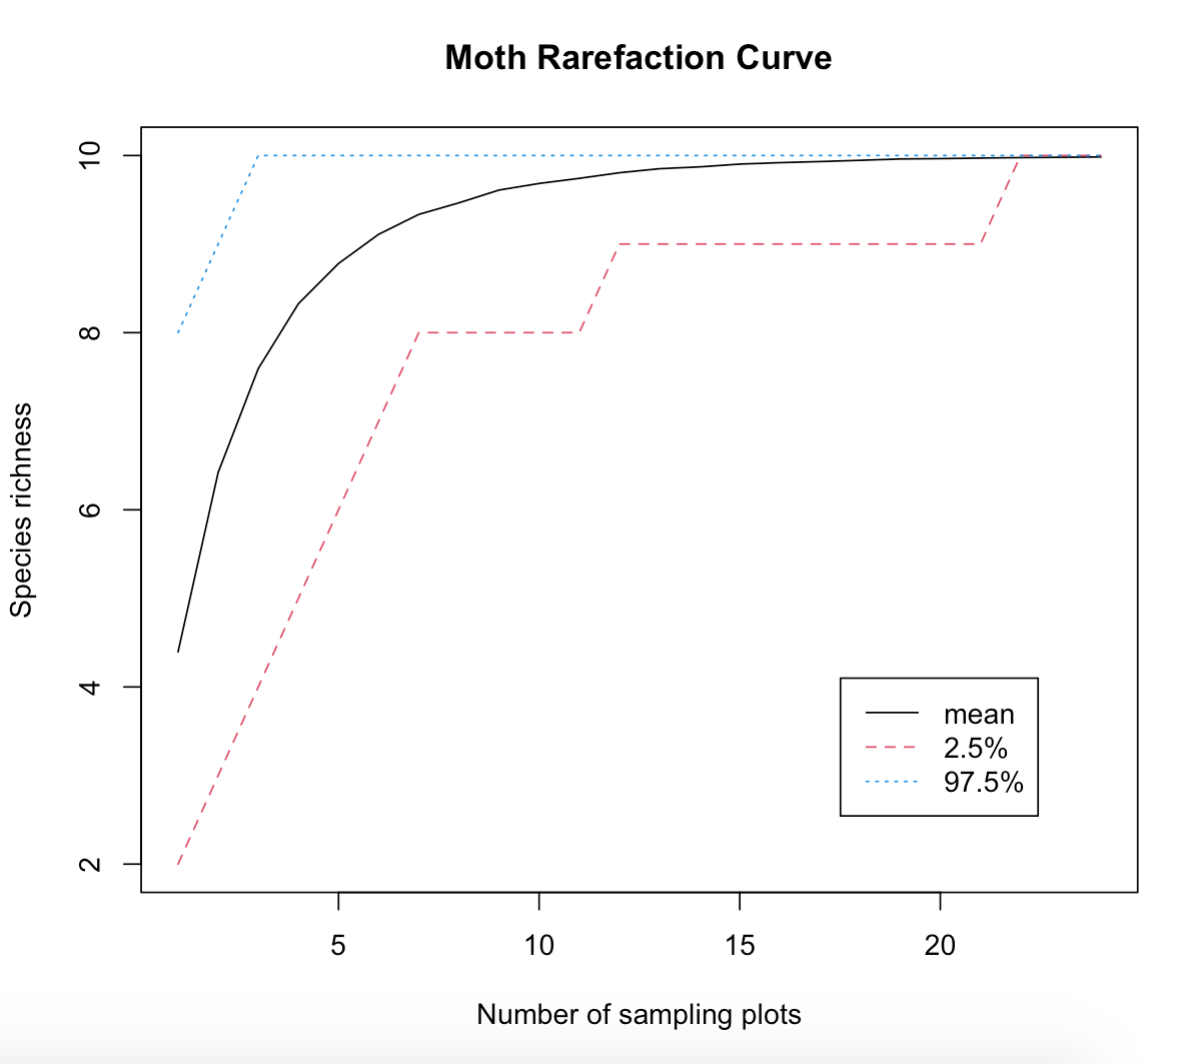 Moth Rarefaction Curve
10
8
6
4
2
Species richness
mean
2.5%
97.5%
5 10 15 20
Number of sampling plots